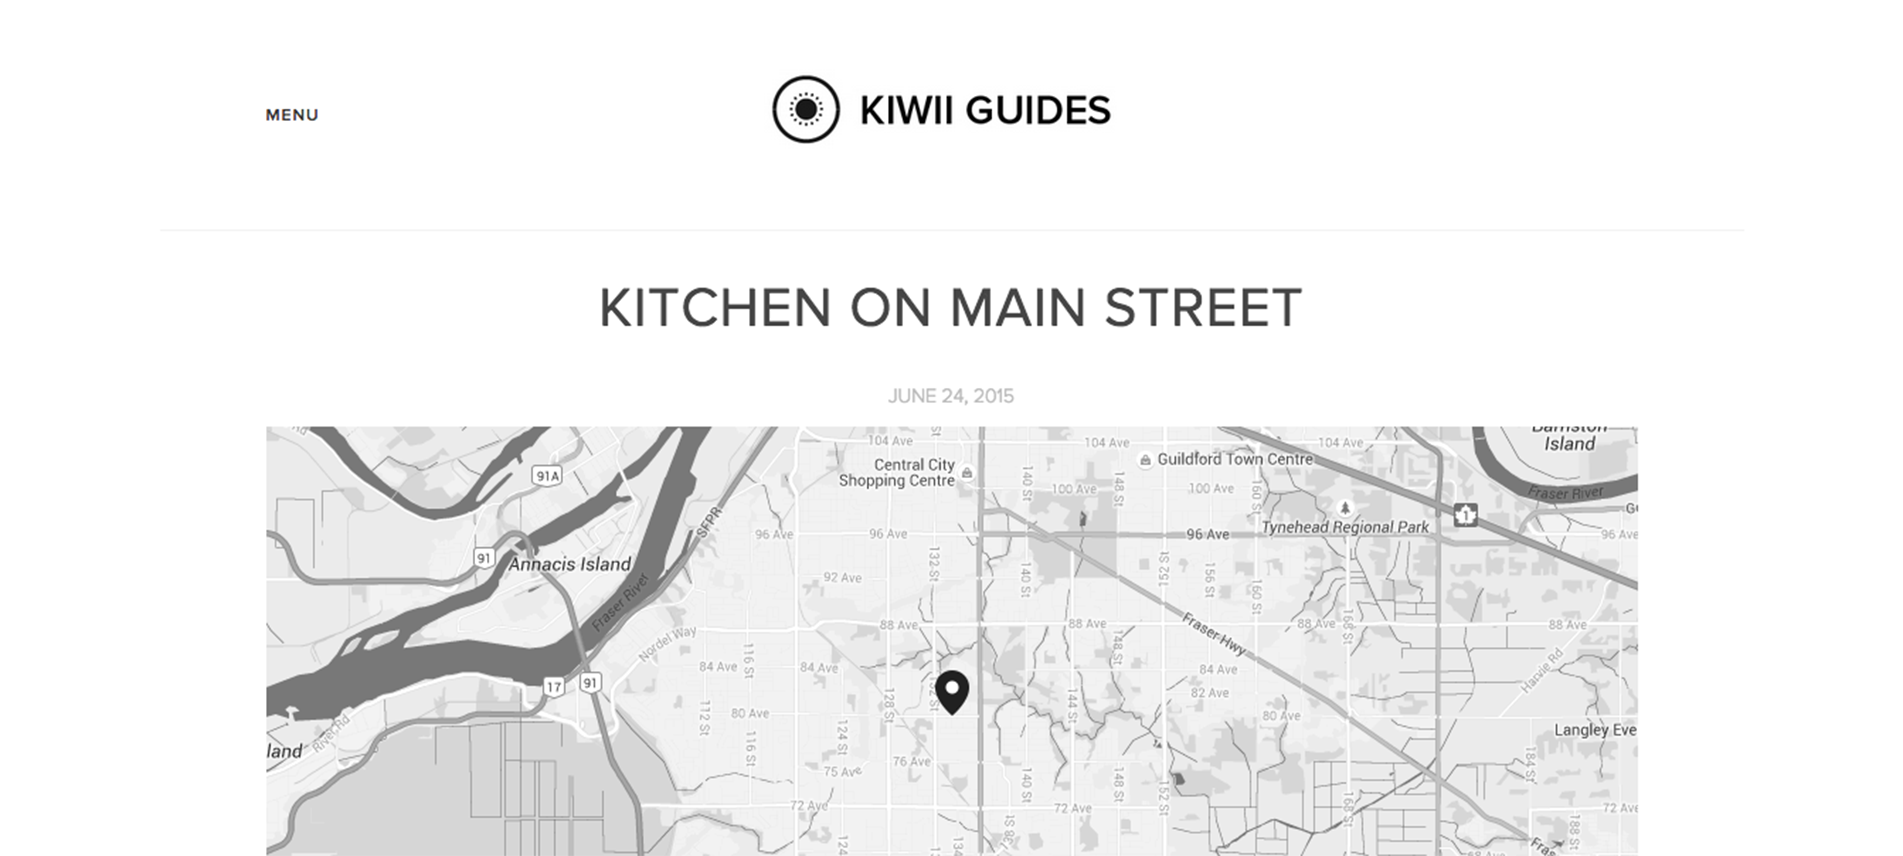 MENU
KIWII GUIDES
KITCHEN ON MAIN STREET
JUNE 24, 2015
Rd
104 Ave
St
104 Ave
104 Ave
Island
Central City
Shopping Centre
Guildford Town Centre
91A
140 St
100 Ave
148 St
100 Ave
160 St
Fraser River
SFPR
Tynehead Regional Park
1
96 Ave
96 Ave
96 Ave
96 Ave
91
Annacis Island
132 St
140 St
152 St
156 St
160 St
92 Ave
Fraser River
88 Ave
88 Ave
88 Ave
168 St
88 Ave
Nordel Way
Fraser Hwy
148 St
116 St
84 Ave
84 Ave
84 Ave
Harvie Rd
17
91
82 Ave
112 St
80 Ave
128 St
132 St
144 St
80 Ave
River Rd
land
124 St
116 St
Langley Eve
76 Ave
75 Ave
140 St
148 St
152 St
184 St
72 Ave
72 Ave
168 St
72 Ave
124
134
188 St
Fras